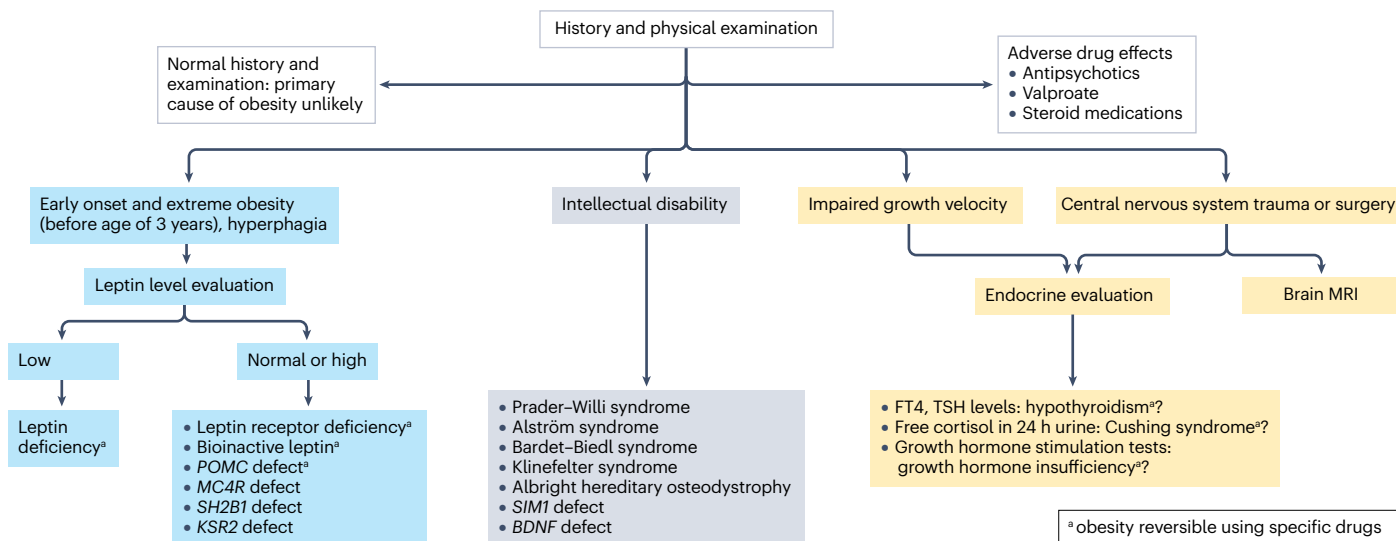 History and physical examination
Normal history and
examination: primary
cause of obesity unlikely
Adverse drug effects
• Antipsychotics
• Valproate
• Steroid medications
Early onset and extreme obesity
(before age of 3 years), hyperphagia
Intellectual disability
Impaired growth velocity
Central nervous system trauma or surgery
Leptin level evaluation
Endocrine evaluation
Brain MRI
Low
Normal or high
Leptin
deficiencyᵃ
• Leptin receptor deficiencyᵃ
• Bioinactive leptinᵃ
• POMC defectᵃ
• MC4R defect
• SH2B1 defect
• KSR2 defect
• Prader–Willi syndrome
• Alström syndrome
• Bardet–Biedl syndrome
• Klinefelter syndrome
• Albright hereditary osteodystrophy
• SIM1 defect
• BDNF defect
• FT4, TSH levels: hypothyroidismᵃ?
• Free cortisol in 24 h urine: Cushing syndromeᵃ?
• Growth hormone stimulation tests:
growth hormone insufficiencyᵃ?
ᵃ obesity reversible using specific drugs